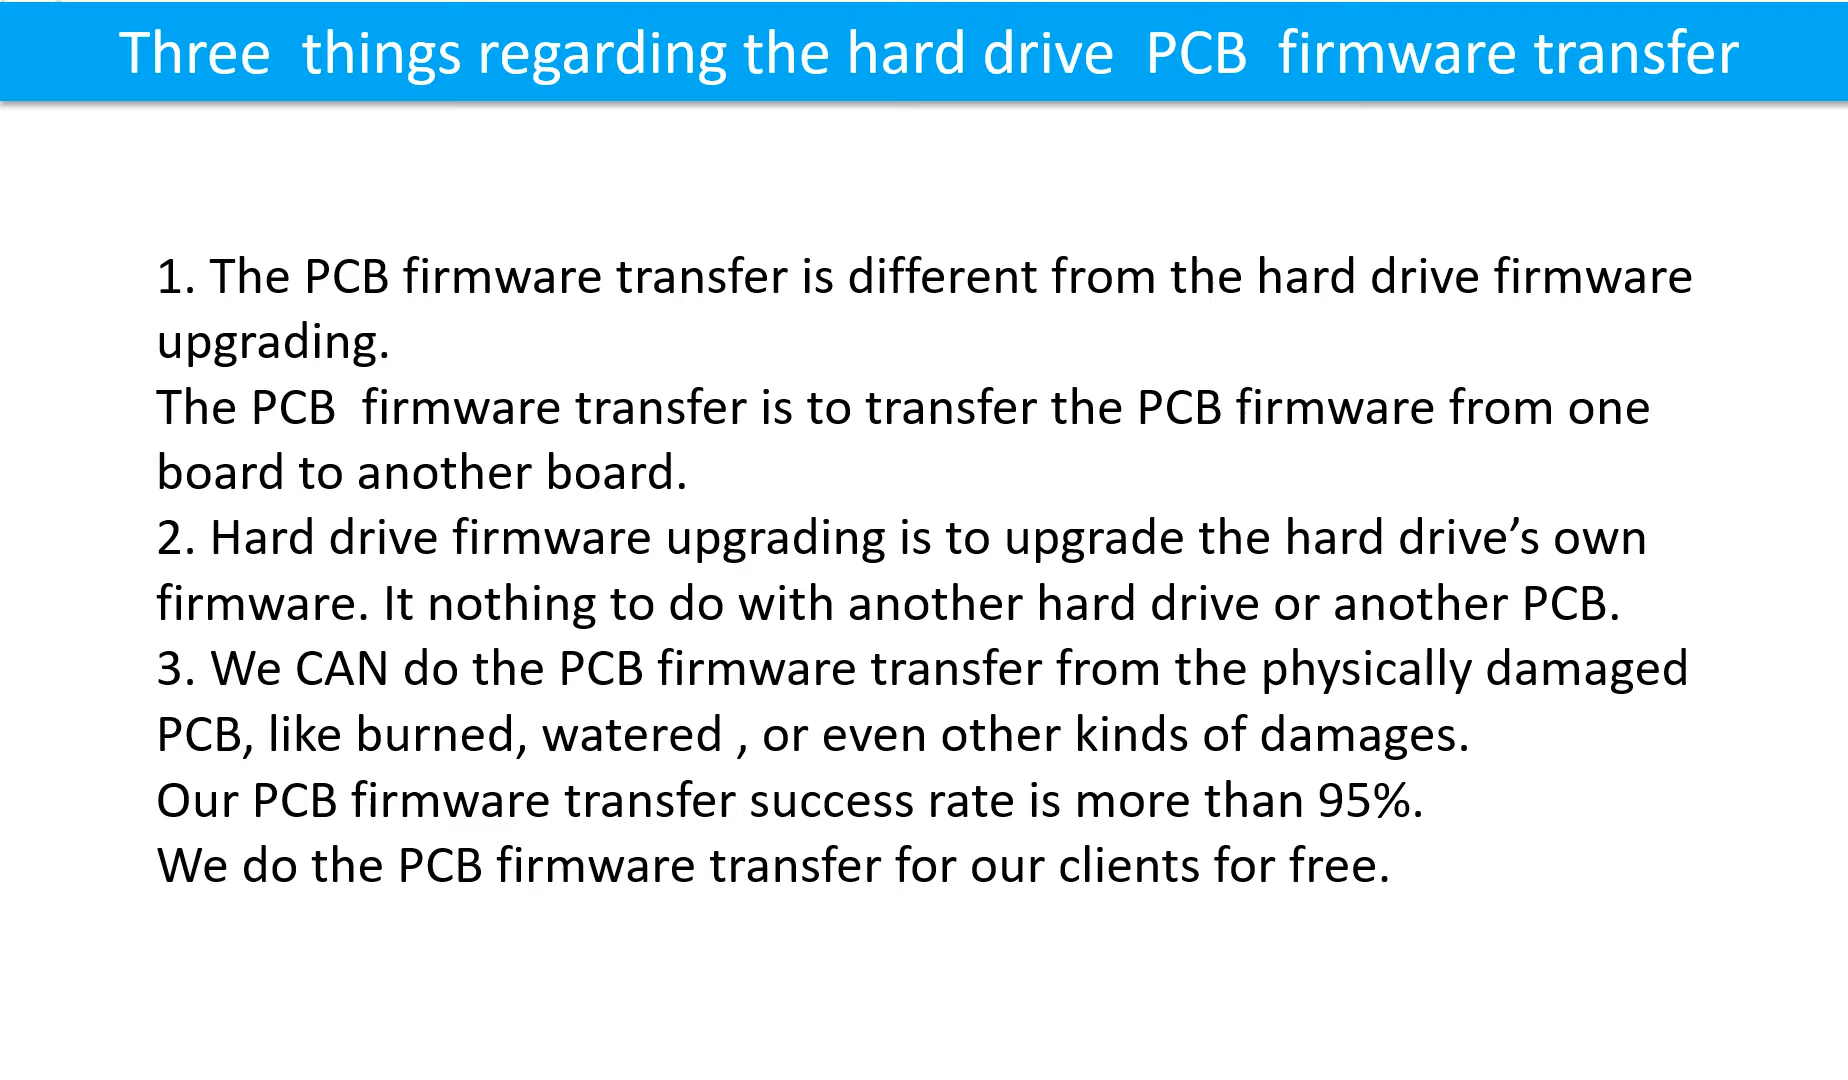 Three things regarding the hard drive PCB firmware transfer
1. The PCB firmware transfer is different from the hard drive firmware
upgrading.
The PCB firmware transfer is to transfer the PCB firmware from one
board to another board.
2. Hard drive firmware upgrading is to upgrade the hard drive’s own
firmware. It nothing to do with another hard drive or another PCB.
3. We CAN do the PCB firmware transfer from the physically damaged
PCB, like burned, watered , or even other kinds of damages.
Our PCB firmware transfer success rate is more than 95%.
We do the PCB firmware transfer for our clients for free.